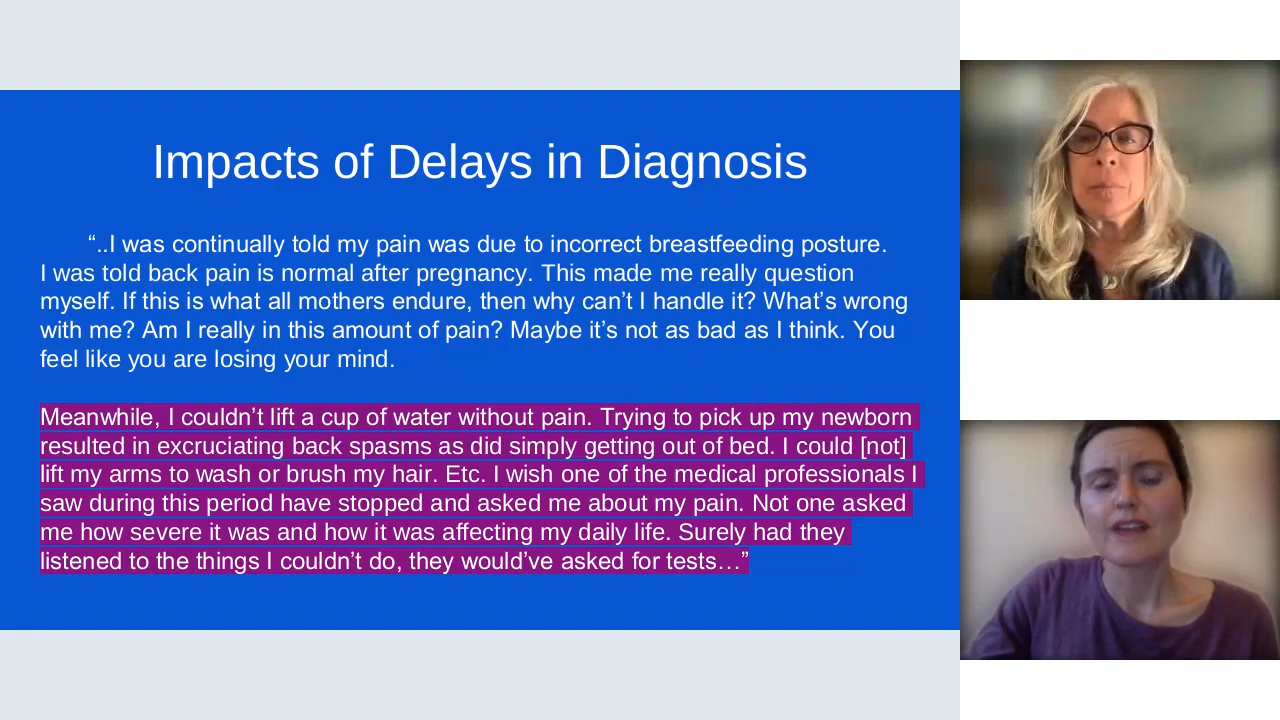 Impacts of Delays in Diagnosis
“..I was continually told my pain was due to incorrect breastfeeding posture.
I was told back pain is normal after pregnancy. This made me really question
myself. If this is what all mothers endure, then why can’t I handle it? What’s wrong
with me? Am I really in this amount of pain? Maybe it’s not as bad as I think. You
feel like you are losing your mind.
Meanwhile, I couldn’t lift a cup of water without pain. Trying to pick up my newborn
resulted in excruciating back spasms as did simply getting out of bed. I could [not]
lift my arms to wash or brush my hair. Etc. I wish one of the medical professionals I
saw during this period have stopped and asked me about my pain. Not one asked
me how severe it was and how it was affecting my daily life. Surely had they
listened to the things I couldn’t do, they would’ve asked for tests…”